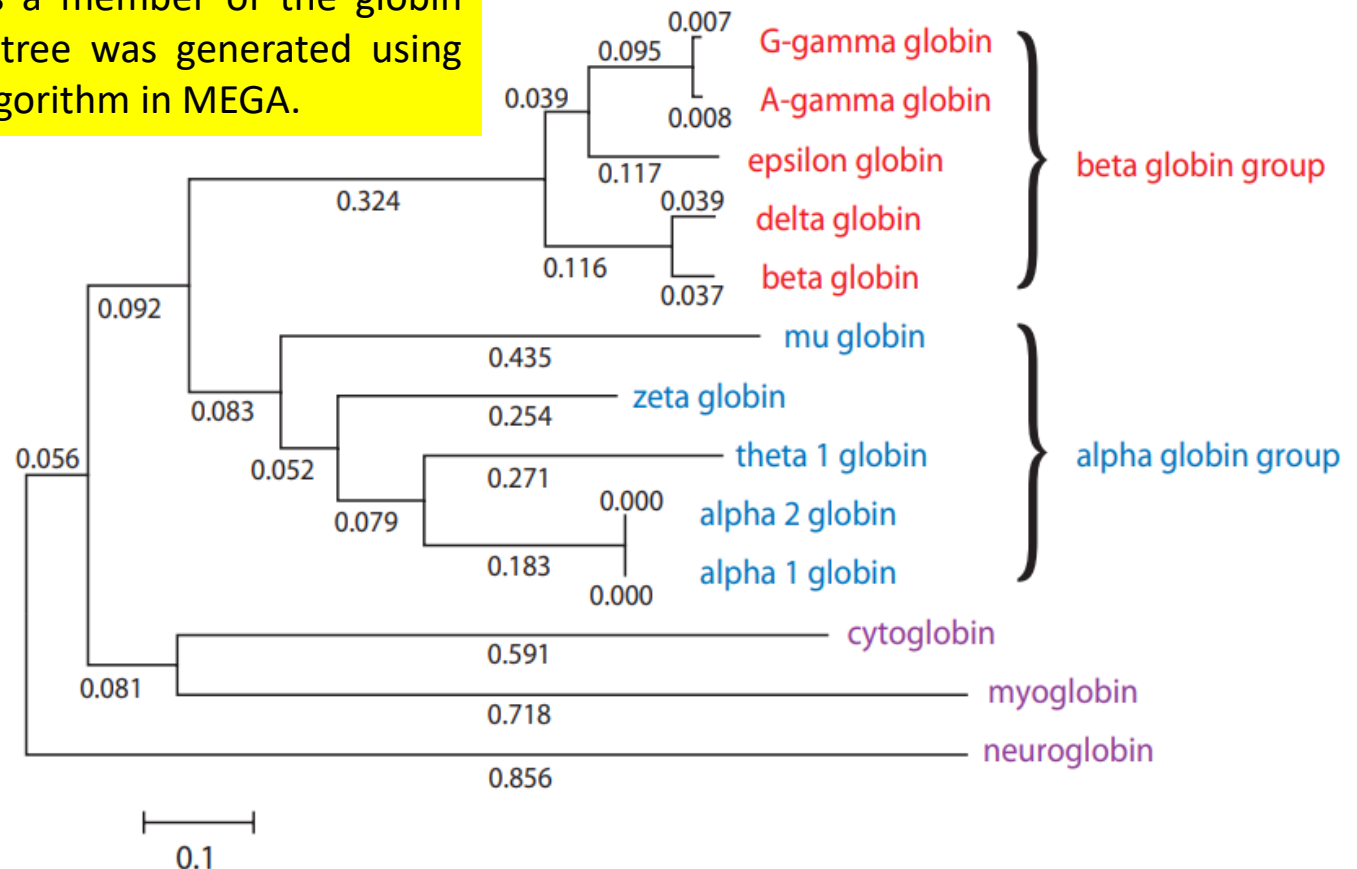 s a member of the globin
tree was generated using
gorithm in MEGA.
0.007
0.095
G-gamma globin
0.039
A-gamma globin
0.008
epsilon globin
0.117
beta globin group
0.324
0.039
delta globin
0.116
beta globin
0.037
0.092
mu globin
0.435
zeta globin
0.083
0.254
0.056
0.052
theta 1 globin
alpha globin group
0.271
0.000
0.079
alpha 2 globin
0.183
alpha 1 globin
0.000
cytoglobin
0.591
0.081
myoglobin
0.718
neuroglobin
0.856
0.1